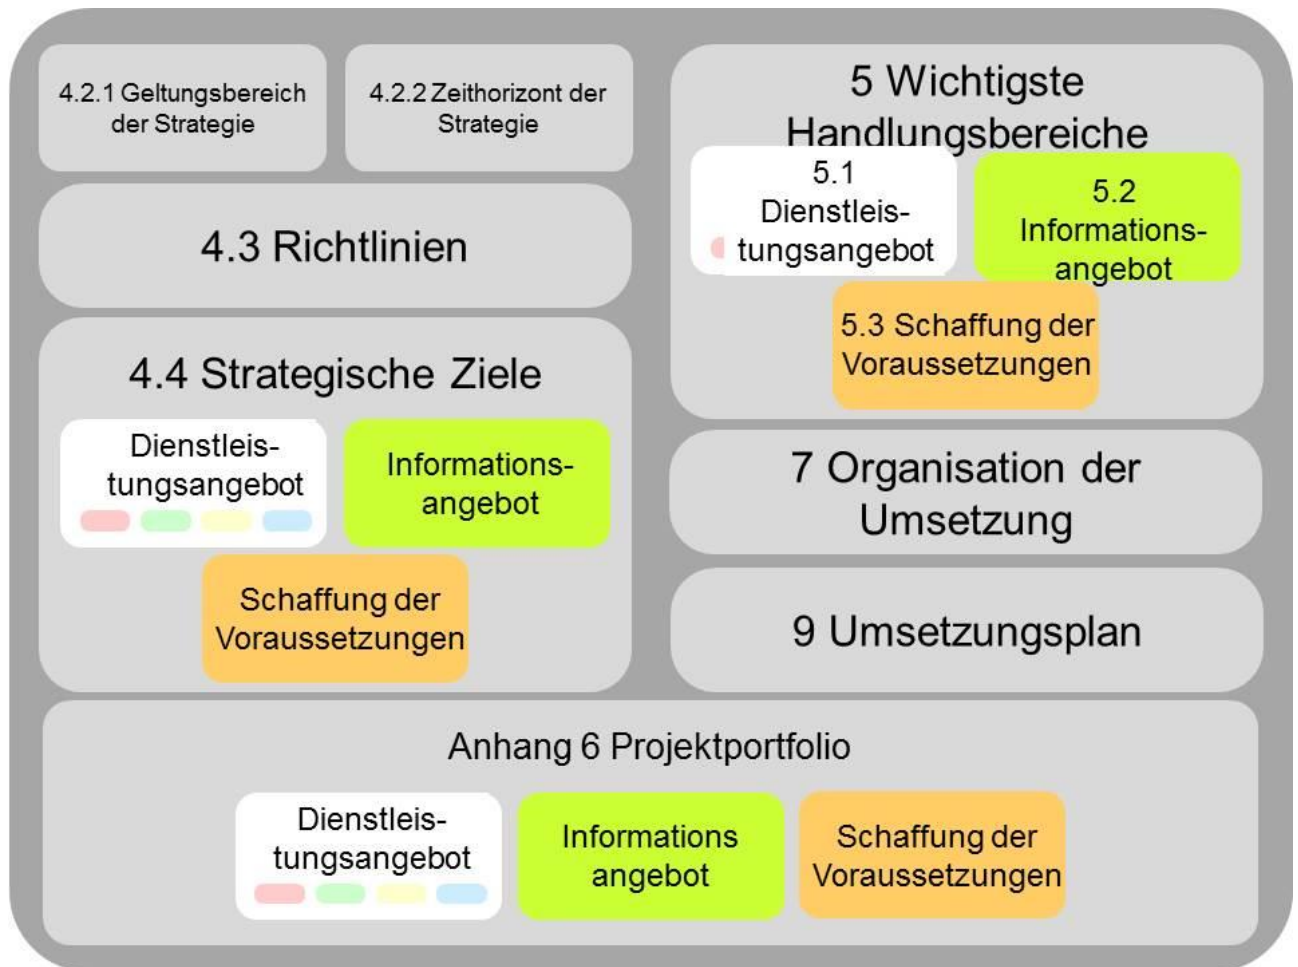 4.2.1 Geltungsbereich
der Strategie
4.2.2 Zeithorizont der
Strategie
4.3 Richtlinien
4.4 Strategische Ziele
Dienstleis-
tungsangebot
Informations-
angebot
Schaffung der
Voraussetzungen
5 Wichtigste
Handlungsbereiche
5.1
Dienstleis-
tungsangebot
5.2
Informations-
angebot
5.3 Schaffung der
Voraussetzungen
7 Organisation der
Umsetzung
9 Umsetzungsplan
Anhang 6 Projektportfolio
Dienstleis-
tungsangebot
Informations
angebot
Schaffung der
Voraussetzungen